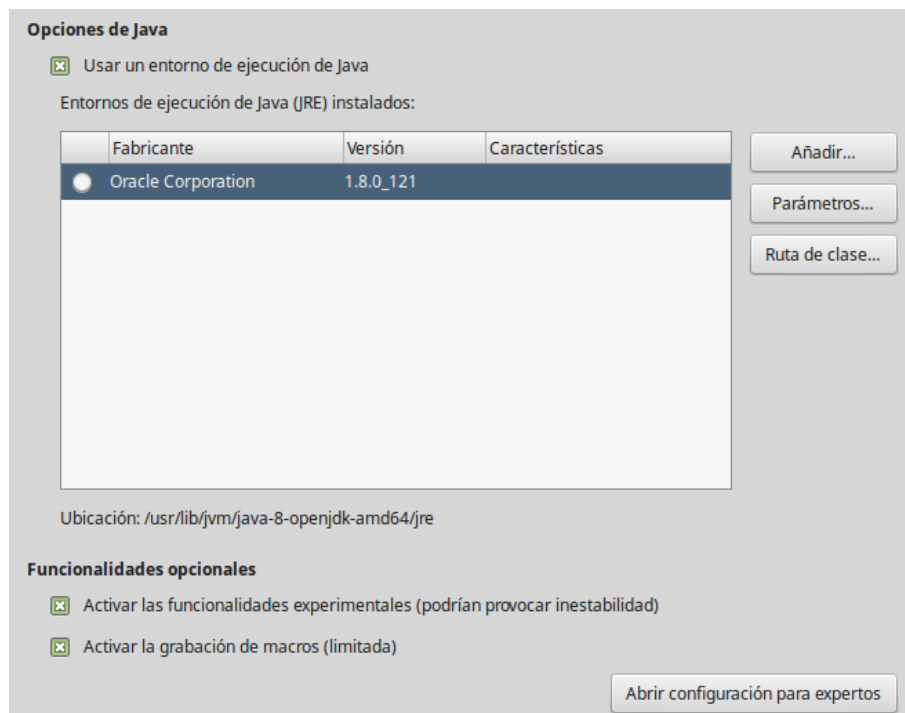 Opciones de Java
Usar un entorno de ejecución de Java
Entornos de ejecución de Java (JRE) instalados:
Fabricante Versión Características
Oracle Corporation 1.8.0_121
Añadir...
Parámetros...
Ruta de clase...
Ubicación: /usr/lib/jvm/java-8-openjdk-amd64/jre
Funcionalidades opcionales
Activar las funcionalidades experimentales (podrían provocar inestabilidad)
Activar la grabación de macros (limitada)
Abrir configuración para expertos